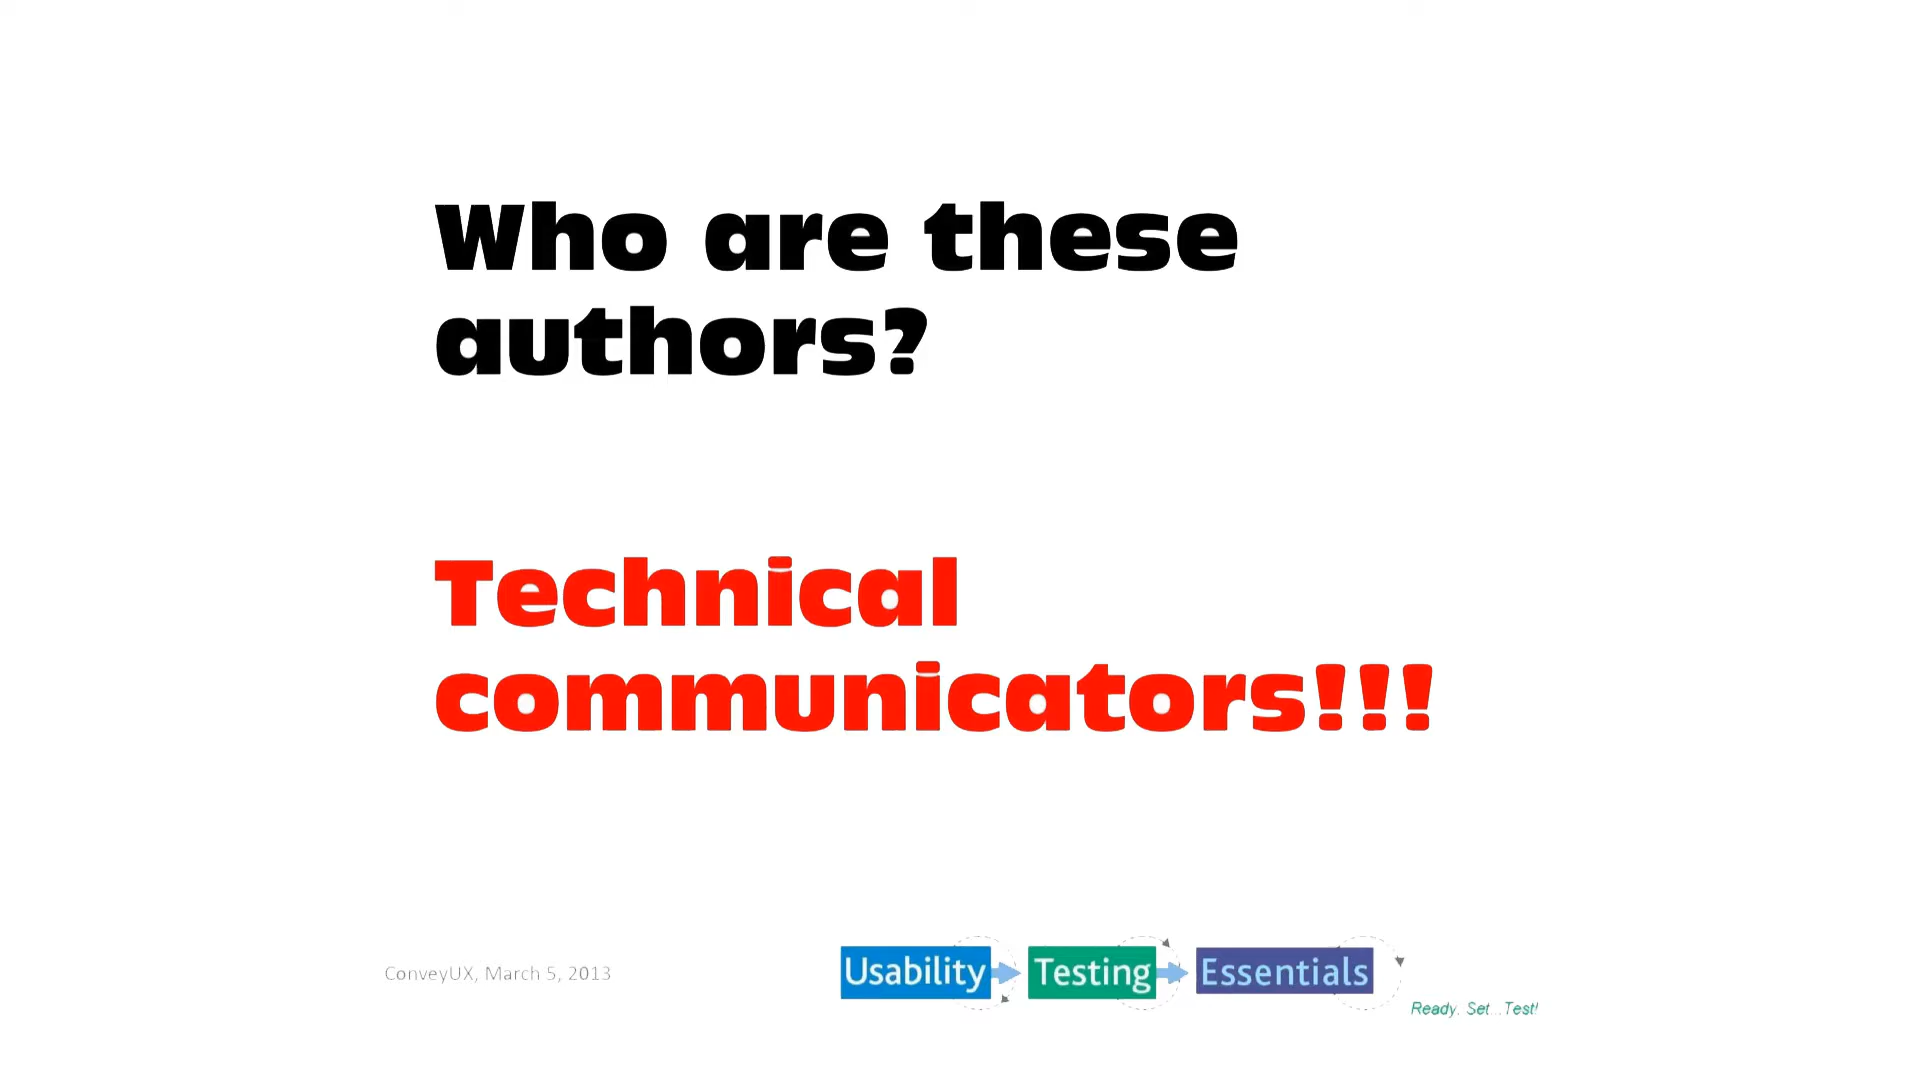 Who are these
authors?
Technical
communicators!!!
ConveyUX, March 5, 2013
Usability Testing Essentials
Ready. Set...Test!